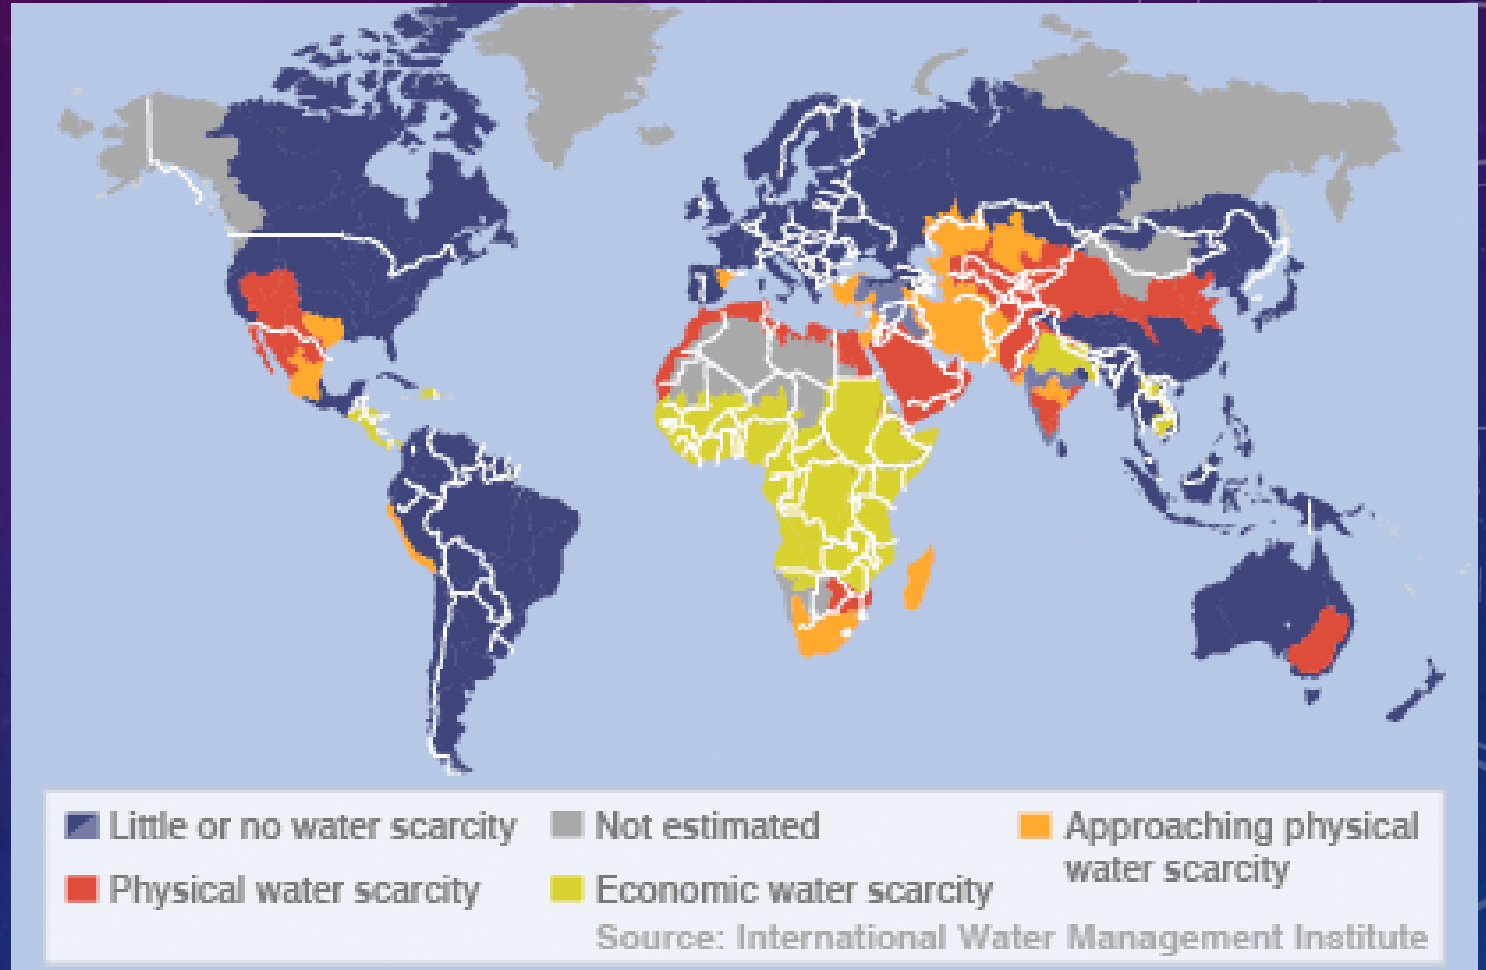 Little or no water scarcity
Not estimated
Approaching physical
water scarcity
Physical water scarcity
Economic water scarcity
Source: International Water Management Institute